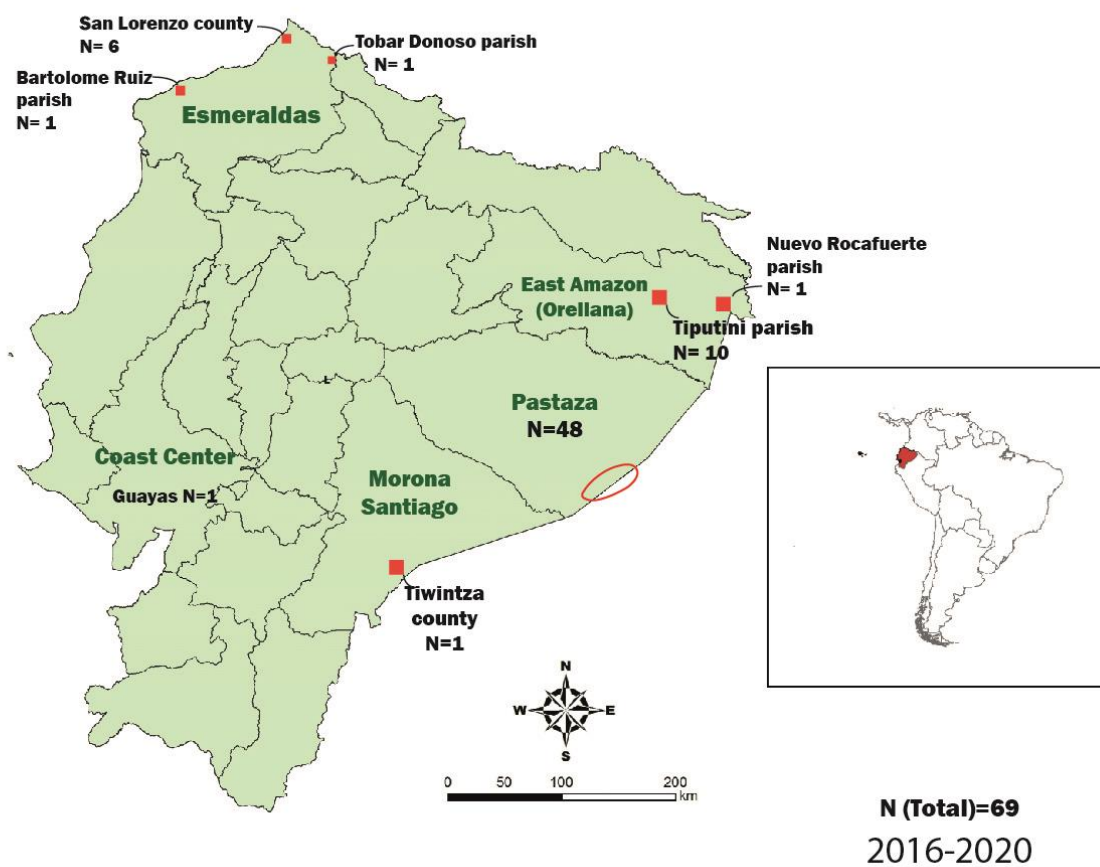 San Lorenzo county
N= 6
Tobar Donoso parish
N= 1
Bartolome Ruiz
parish
N= 1
Esmeraldas
Nuevo Rocafuerte
parish
N= 1
East Amazon
(Orellana)
Tiputini parish
N= 10
L
Pastaza
N=48
Coast Center
Guayas N=1
Morona
Santiago
Tiwintza
county
N=1
N
W
E
S
0
50
100
200
km
N (Total)=69
2016-2020